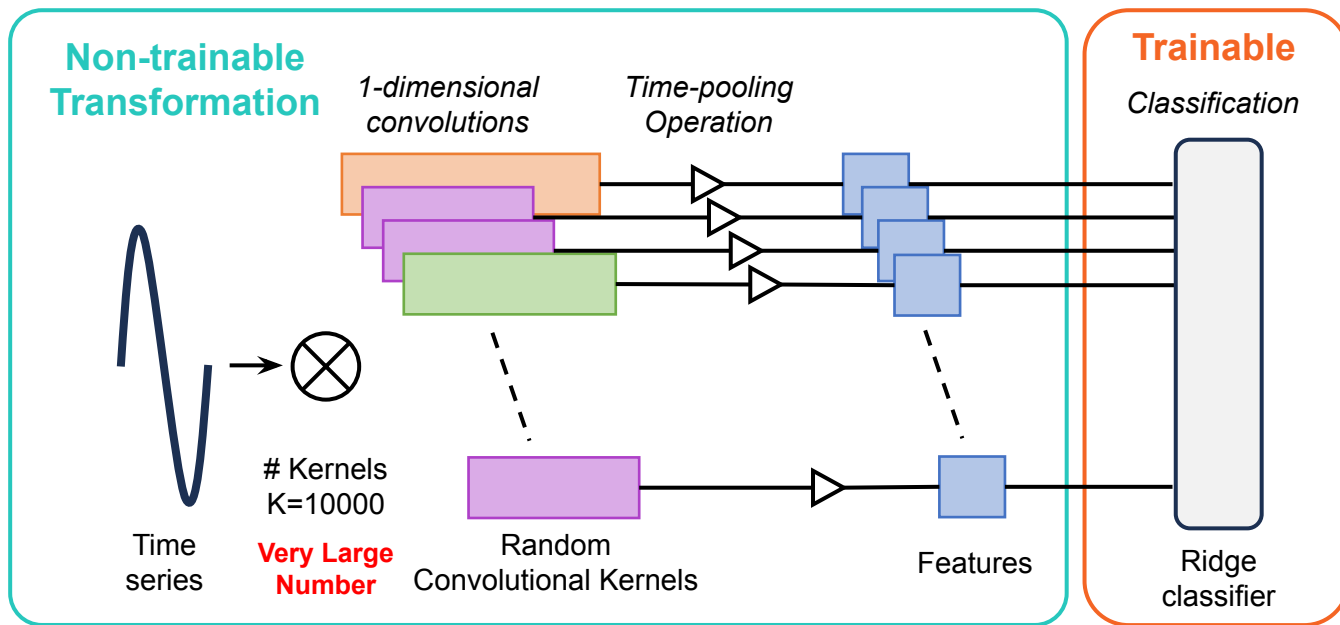 Non-trainable
Transformation
1-dimensional
convolutions
Time-pooling
Operation
Trainable
Classification
# Kernels
K=10000
Very Large
Number
Time
series
Random
Convolutional Kernels
Features
Ridge
classifier